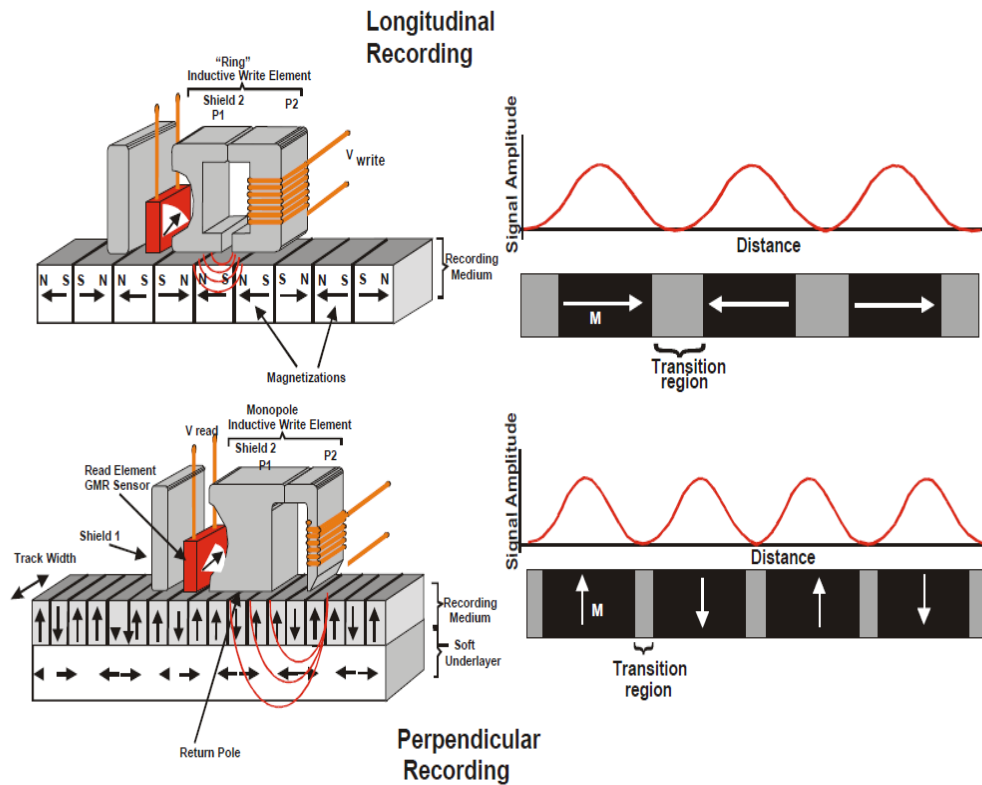 Longitudinal
Recording
“Ring”
Inductive Write Element
Shield 2
P1
P2
V write
Recording
Medium
N S S N N S S N N S N S S N N S S N
Magnetizations
Signal Amplitude
Distance
M
Transition
region
Monopole
Inductive Write Element
V read
Shield 2
P1
P2
Read Element
GMR Sensor
Shield 1
Track Width
Recording
Medium
Soft
Underlayer
Return Pole
Signal Amplitude
Distance
M
Transition
region
Perpendicular
Recording